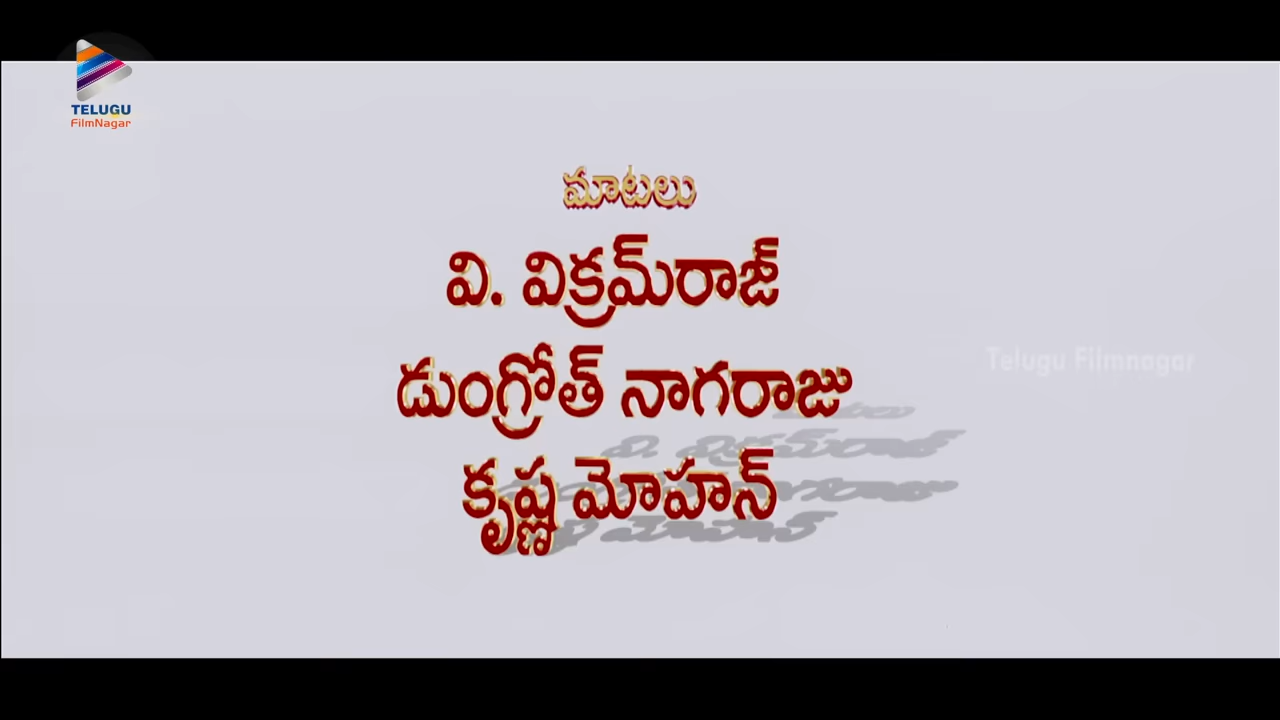 TELUGU
FilmNagar
మాటలు
వి. విక్రమ్‌రాజ్
డుంగ్రోత్ నాగరాజు
కృష్ణ మోహన్
Telugu Filmnagar